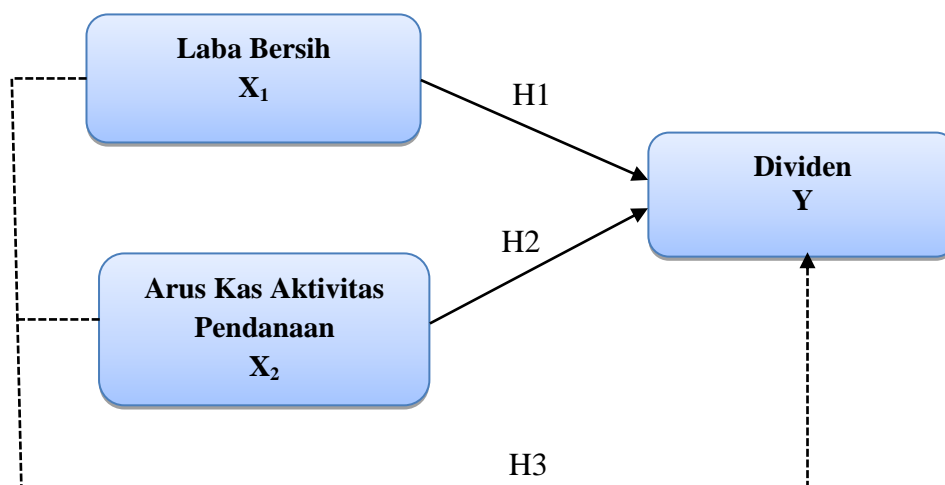 Laba Bersih
X₁
H1
Dividen
Y
H2
Arus Kas Aktivitas
Pendanaan
X₂
H3